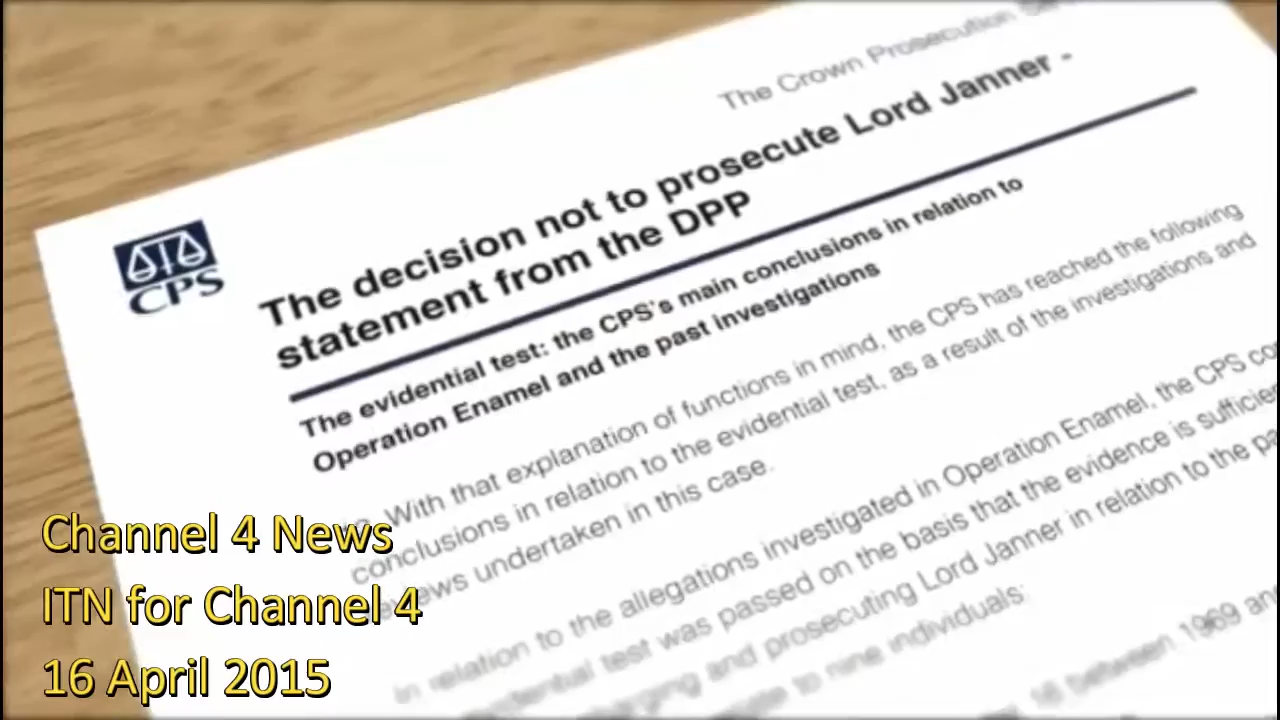 The Crown Prosecution
The decision not to prosecute Lord Janner -
statement from the DPP
CPS
The evidential test: the CPS's main conclusions in relation to
Operation Enamel and the past investigations
With that explanation of functions in mind, the CPS has reached the following
conclusions in relation to the evidential test, as a result of the investigations and
reviews undertaken in this case.
In relation to the allegations investigated in Operation Enamel, the CPS
evidential test was passed on the basis that the evidence is
charging and prosecuting Lord Janner in relation to the
to nine individuals:
16 between 1969 and
Channel 4 News
ITN for Channel 4
16 April 2015